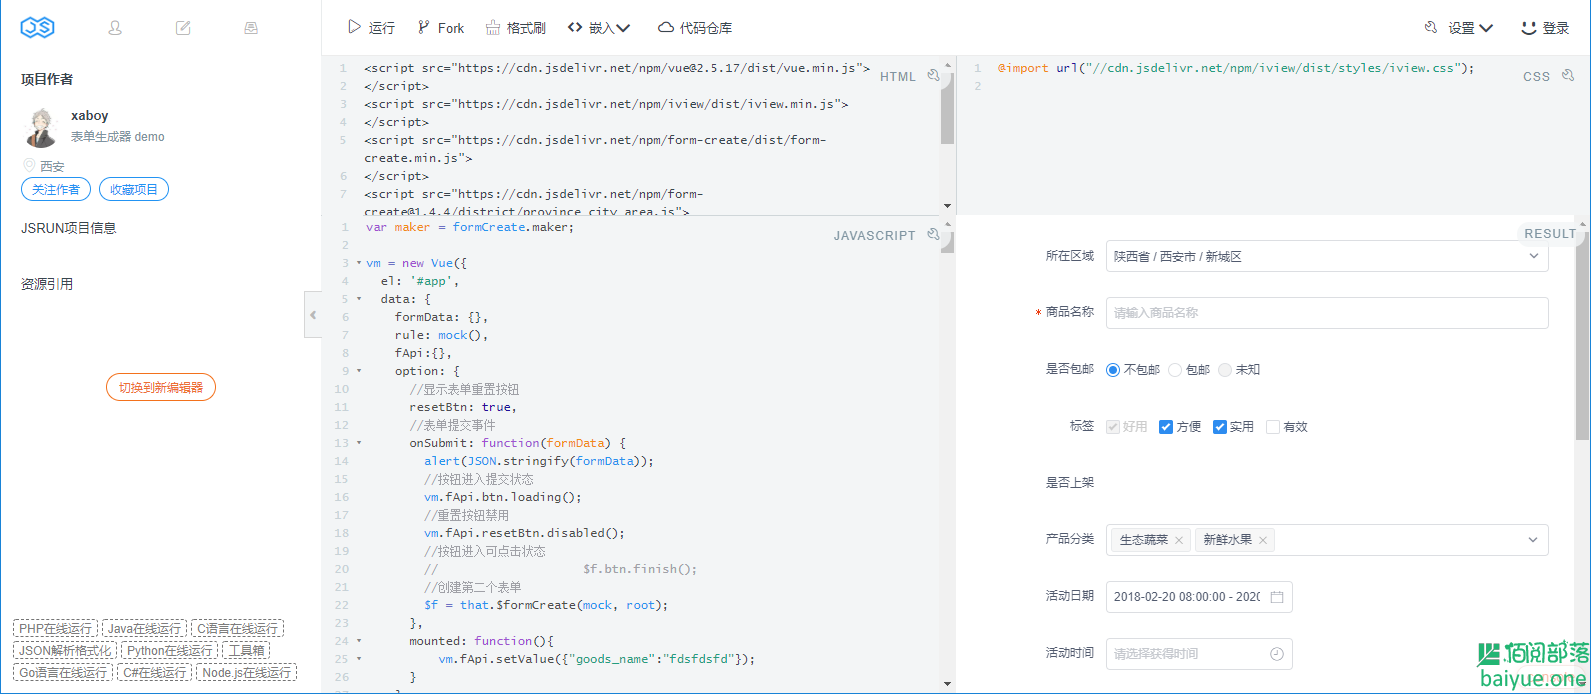 JS
运行
Fork
格式刷
嵌入
代码仓库
设置
登录
项目作者
xaboy
表单生成器 demo
西安
关注作者
收藏项目
JSRUN项目信息
资源引用
切换到新编辑器
PHP在线运行 Java在线运行 C语言在线运行
JSON解析格式化 Python在线运行 工具箱
Go语言在线运行 C#在线运行 Node.js在线运行
HTML
1 <script src="https://cdn.jsdelivr.net/npm/vue@2.5.17/dist/vue.min.js">
2 </script>
3 <script src="https://cdn.jsdelivr.net/npm/iview/dist/iview.min.js">
4 </script>
5 <script src="https://cdn.jsdelivr.net/npm/form-create/dist/form-
create.min.js">
6 </script>
7 <script src="https://cdn.jsdelivr.net/npm/form-
create@1.4.4/district/province_city_area.js">
CSS
1 @import url("//cdn.jsdelivr.net/npm/iview/dist/styles/iview.css");
2
JAVASCRIPT
1 var maker = formCreate.maker;
2
3 vm = new Vue({
4 el: '#app',
5 data: {
6 formData: {},
7 rule: mock(),
8 fApi:{},
9 option: {
10 //显示表单重置按钮
11 resetBtn: true,
12 //表单提交事件
13 onSubmit: function(formData) {
14 alert(JSON.stringify(formData));
15 //按钮进入提交状态
16 vm.fApi.btn.loading();
17 //重置按钮禁用
18 vm.fApi.resetBtn.disabled();
19 //按钮进入可点击状态
20 // $f.btn.finish();
21 //创建第二个表单
22 $f = that.$formCreate(mock, root);
23 },
24 mounted: function(){
25 vm.fApi.setValue({"goods_name":"fdsfdsfd"});
26 }
27
RESULT
所在区域 陕西省 / 西安市 / 新城区
* 商品名称 请输入商品名称
是否包邮 不包邮 包邮 未知
标签 好用 方便 实用 有效
是否上架
产品分类 生态蔬菜 × 新鲜水果 ×
活动日期 2018-02-20 08:00:00 - 2020
活动时间 请选择获得时间
佰阅部落
baiyue.one